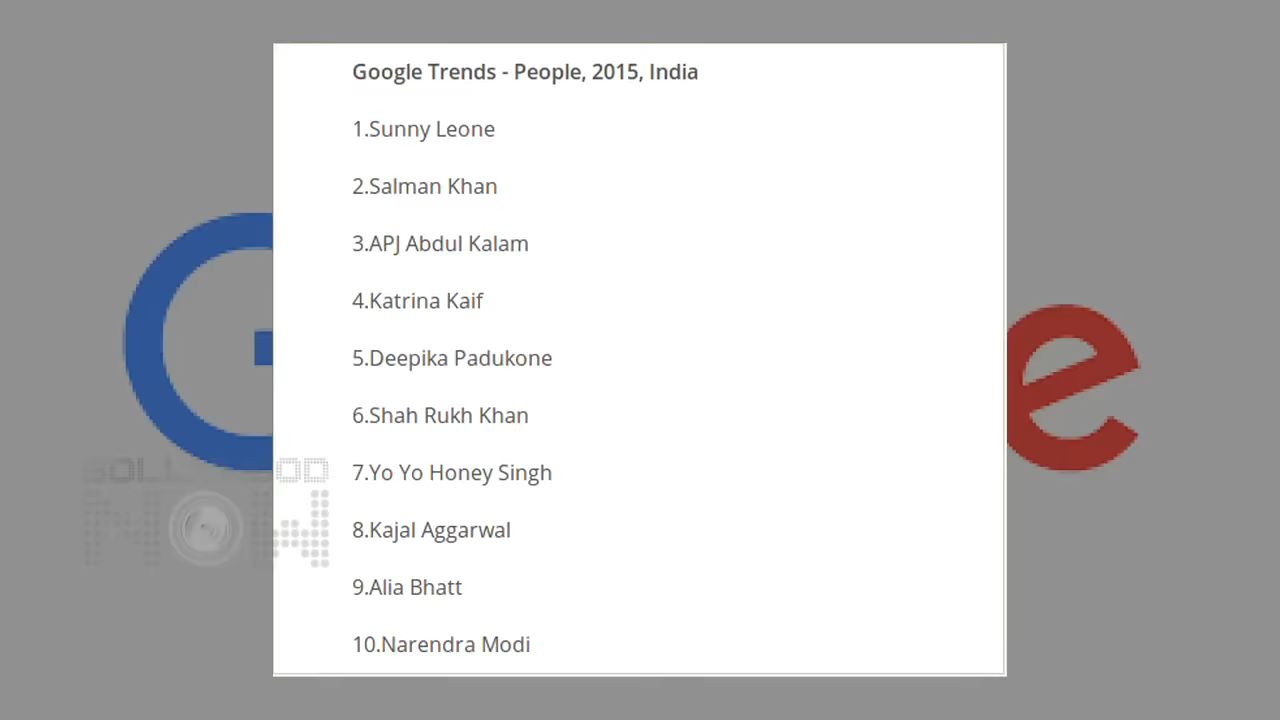 Google Trends - People, 2015, India
1.Sunny Leone
2.Salman Khan
3.APJ Abdul Kalam
4.Katrina Kaif
5.Deepika Padukone
6.Shah Rukh Khan
7.Yo Yo Honey Singh
8.Kajal Aggarwal
9.Alia Bhatt
10.Narendra Modi
G e
NOW